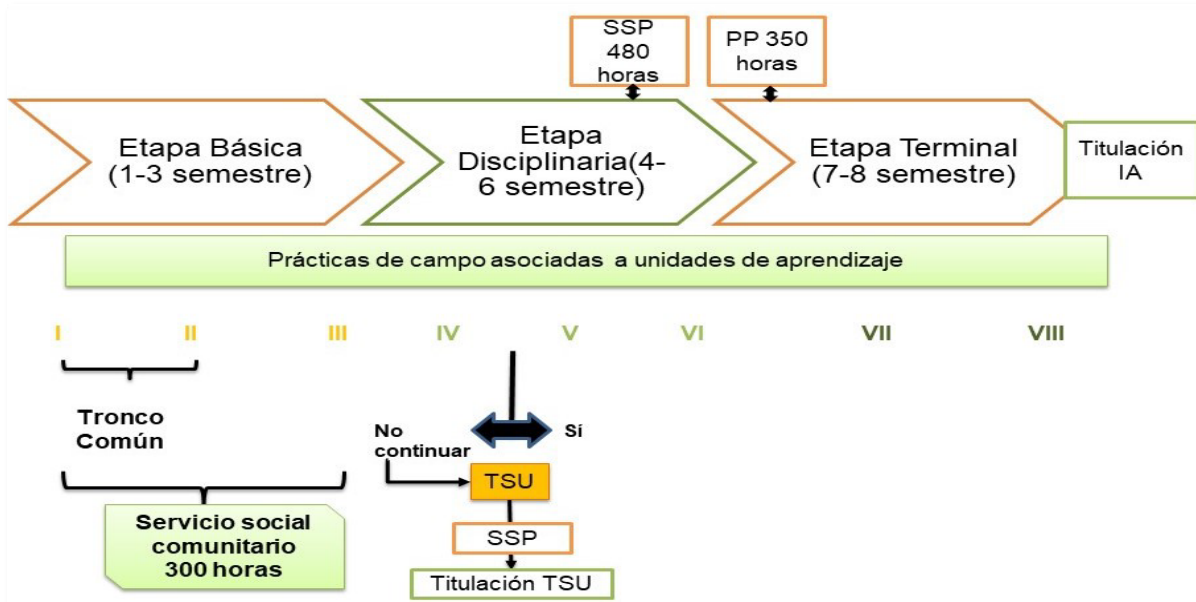 SSP
480
horas
PP 350
horas
Etapa Básica
(1-3 semestre)
Etapa
Disciplinaria(4-
6 semestre)
Etapa Terminal
(7-8 semestre)
Titulación
IA
Prácticas de campo asociadas a unidades de aprendizaje
I II III IV V VI VII VIII
Tronco
Común
No
continuar
Sí
TSU
Servicio social
comunitario
300 horas
SSP
Titulación TSU